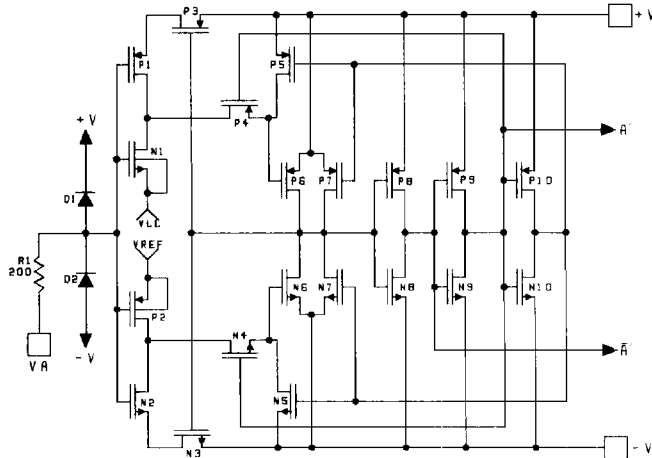 P3
+ V
P1
P5
+V
P4
A'
N1
P6
P7
P8
P9
P10
D1
VLL
VREF
R1
200
D2
P2
N6
N7
N8
N9
N10
N4
Ā'
VA
-V
N2
N5
N3
- V